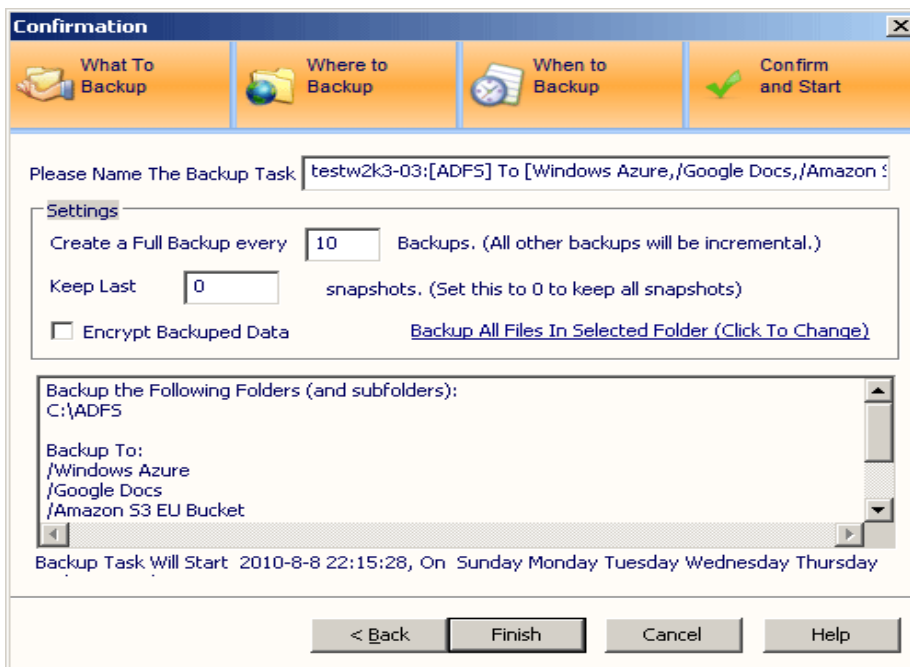 Confirmation
What To Backup
Where to Backup
When to Backup
Confirm and Start
Please Name The Backup Task testw2k3-03:[ADFS] To [Windows Azure,/Google Docs,/Amazon
Settings
Create a Full Backup every 10 Backups. (All other backups will be incremental.)
Keep Last 0 snapshots. (Set this to 0 to keep all snapshots)
Encrypt Backuped Data Backup All Files In Selected Folder (Click To Change)
Backup the Following Folders (and subfolders):
C:\ADFS
Backup To:
/Windows Azure
/Google Docs
/Amazon S3 EU Bucket
Backup Task Will Start 2010-8-8 22:15:28, On Sunday Monday Tuesday Wednesday Thursday
< Back Finish Cancel Help